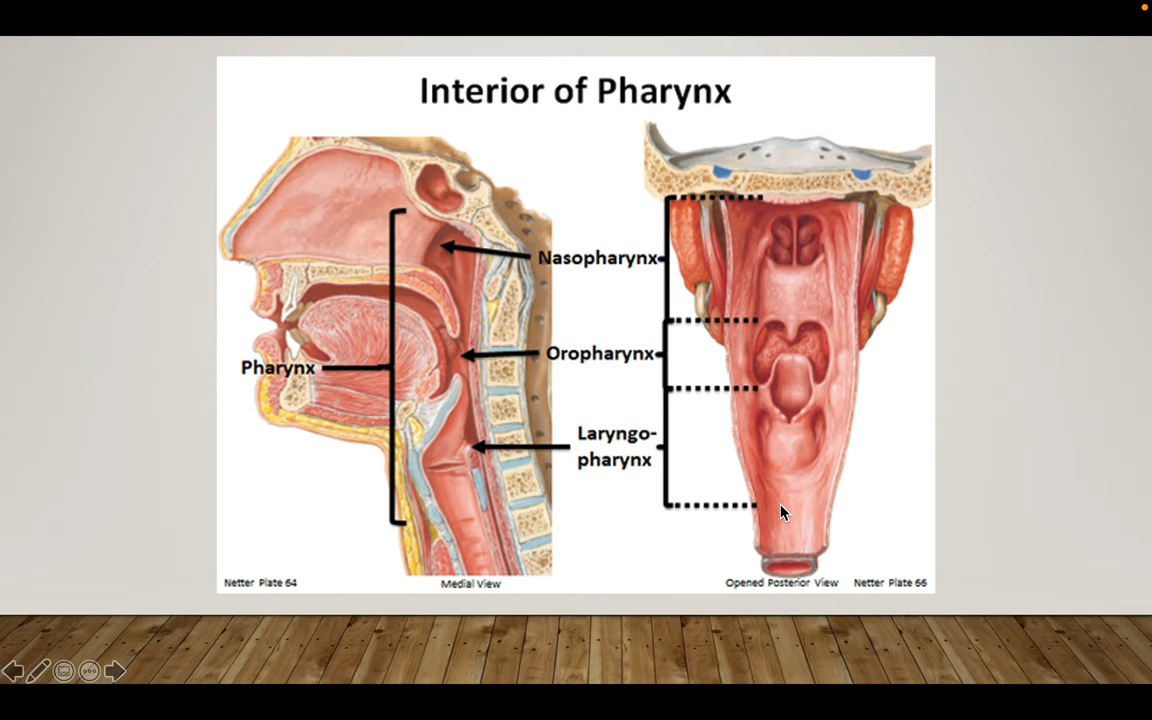 Interior of Pharynx
Nasopharynx
Oropharynx
Pharynx
Laryngo-
pharynx
Netter Plate 64
Medial View
Opened Posterior View
Netter Plate 66